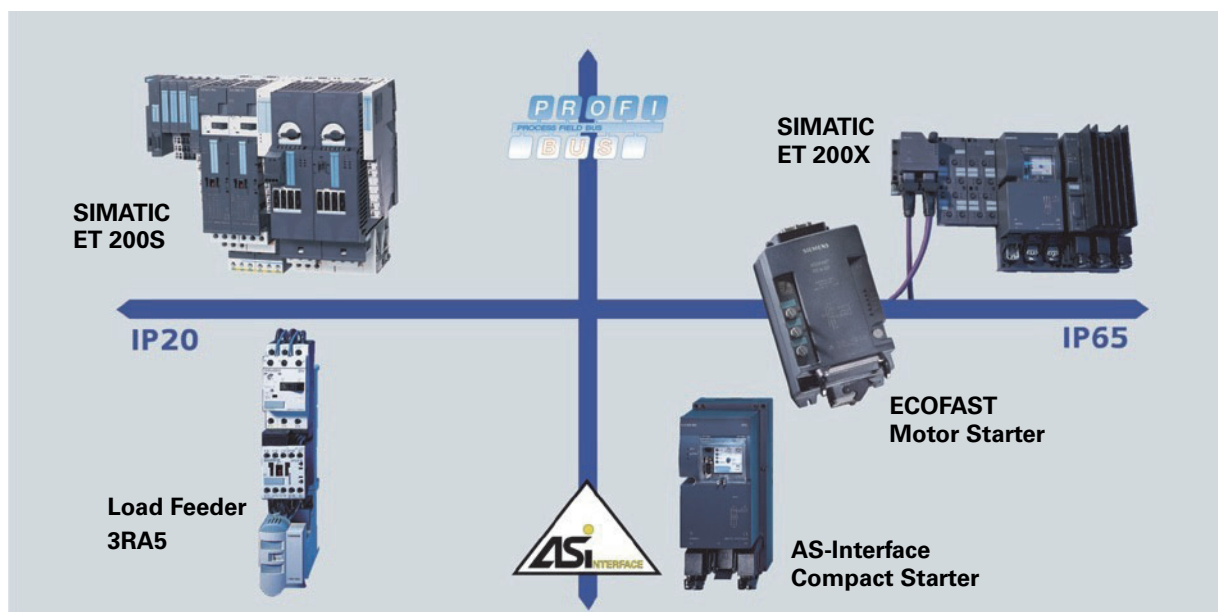 PROFI
PROCESS FIELD BUS
BUS
SIMATIC
ET 200S
SIMATIC
ET 200X
SIEMENS
IP20
IP65
ECOFAST
Motor Starter
Load Feeder
3RA5
ASi
INTERFACE
AS-Interface
Compact Starter